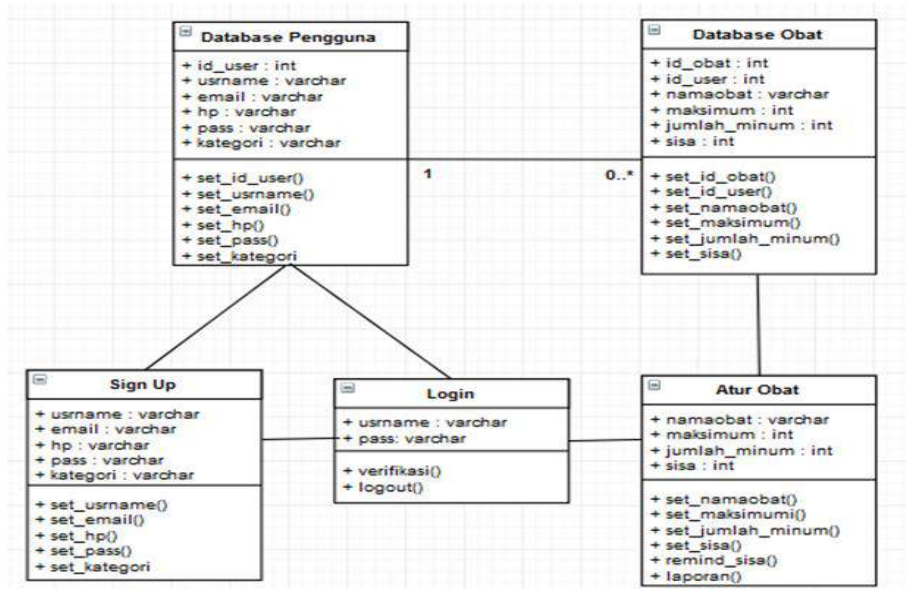 Database Pengguna
+ id_user : int
+ usrname : varchar
+ email : varchar
+ hp : varchar
+ pass : varchar
+ kategori : varchar
+ set_id_user()
+ set_usrname()
+ set_email()
+ set_hp()
+ set_pass()
+ set_kategori
1
0..*
Database Obat
+ id_obat : int
+ id_user : int
+ namaobat : varchar
+ maksimum : int
+ jumlah_minum : int
+ sisa : int
+ set_id_obat()
+ set_id_user()
+ set_namaobat()
+ set_maksimum()
+ set_jumlah_minum()
+ set_sisa()
Sign Up
+ usrname : varchar
+ email : varchar
+ hp : varchar
+ pass : varchar
+ kategori : varchar
+ set_usrname()
+ set_email()
+ set_hp()
+ set_pass()
+ set_kategori
Login
+ usrname : varchar
+ pass: varchar
+ verifikasi()
+ logout()
Atur Obat
+ namaobat : varchar
+ maksimum : int
+ jumlah_minum : int
+ sisa : int
+ set_namaobat()
+ set_maksimumi()
+ set_jumlah_minum()
+ set_sisa()
+ remind_sisa()
+ laporan()